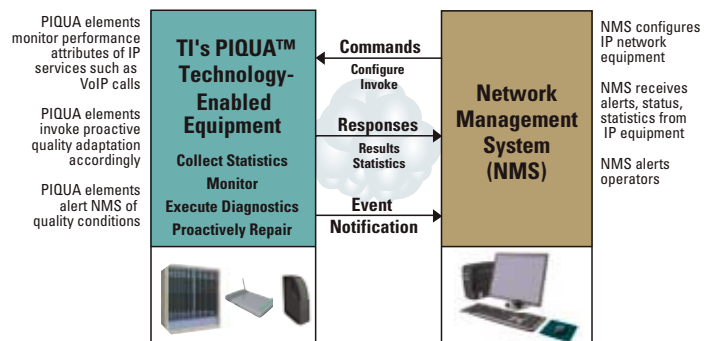 PIQUA elements
monitor performance
attributes of IP
services such as
VoIP calls
PIQUA elements
invoke proactive
quality adaptation
accordingly
PIQUA elements
alert NMS of
quality conditions
TI's PIQUA™
Technology-
Enabled
Equipment
Collect Statistics
Monitor
Execute Diagnostics
Proactively Repair
Commands
Configure
Invoke
Responses
Results
Statistics
Event
Notification
Network
Management
System
(NMS)
NMS configures
IP network
equipment
NMS receives
alerts, status,
statistics from
IP equipment
NMS alerts
operators